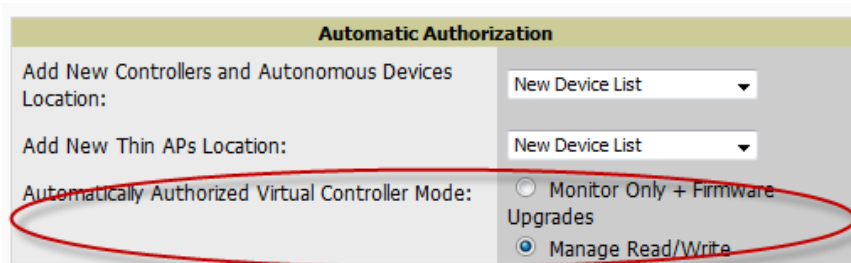 Automatic Authorization
Add New Controllers and Autonomous Devices
Location:
New Device List
Add New Thin APs Location:
New Device List
Automatically Authorized Virtual Controller Mode:
Monitor Only + Firmware
Upgrades
Manage Read/Write